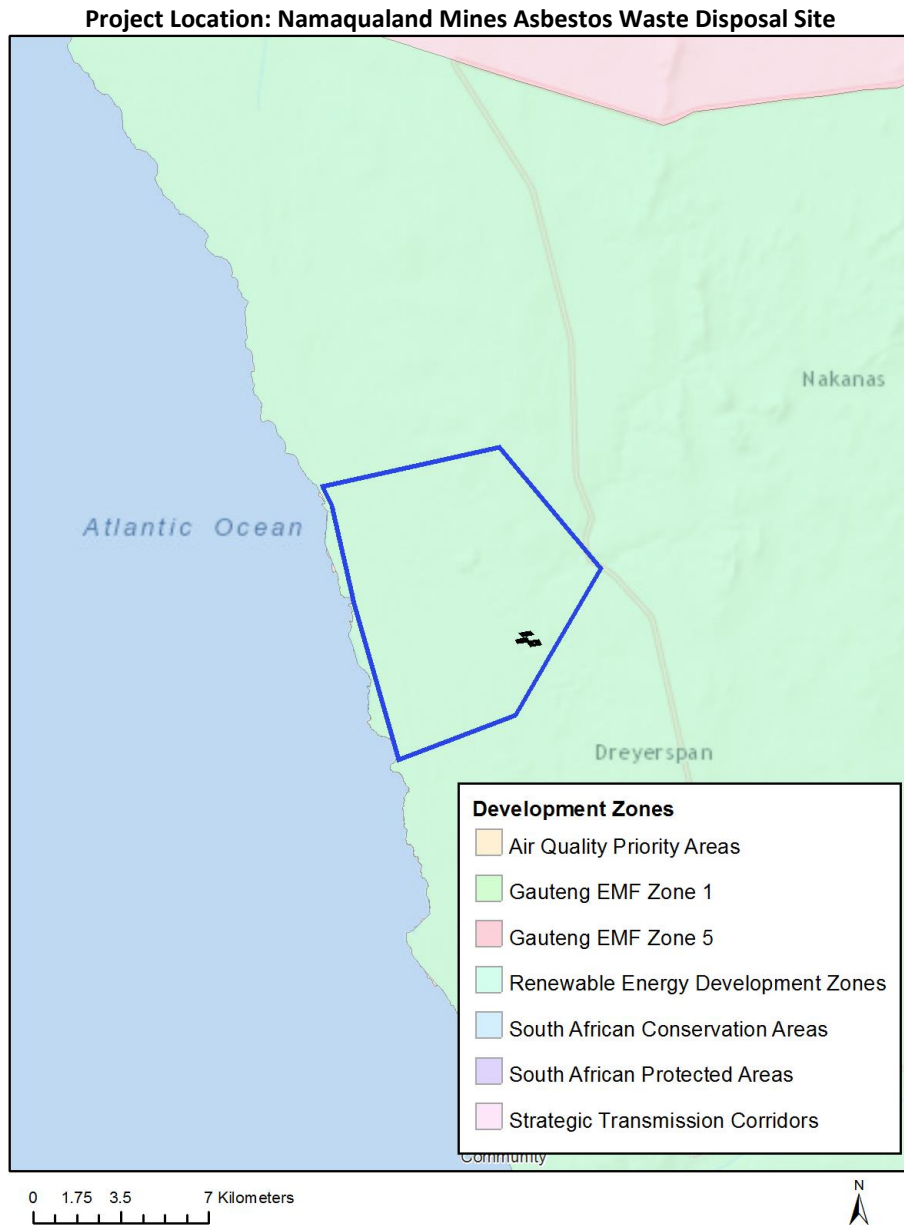 Project Location: Namaqualand Mines Asbestos Waste Disposal Site
Nakanas
Atlantic Ocean
Dreyerspan
Development Zones
Air Quality Priority Areas
Gauteng EMF Zone 1
Gauteng EMF Zone 5
Renewable Energy Development Zones
South African Conservation Areas
South African Protected Areas
Strategic Transmission Corridors
Community
0 1.75 3.5 7 Kilometers
N